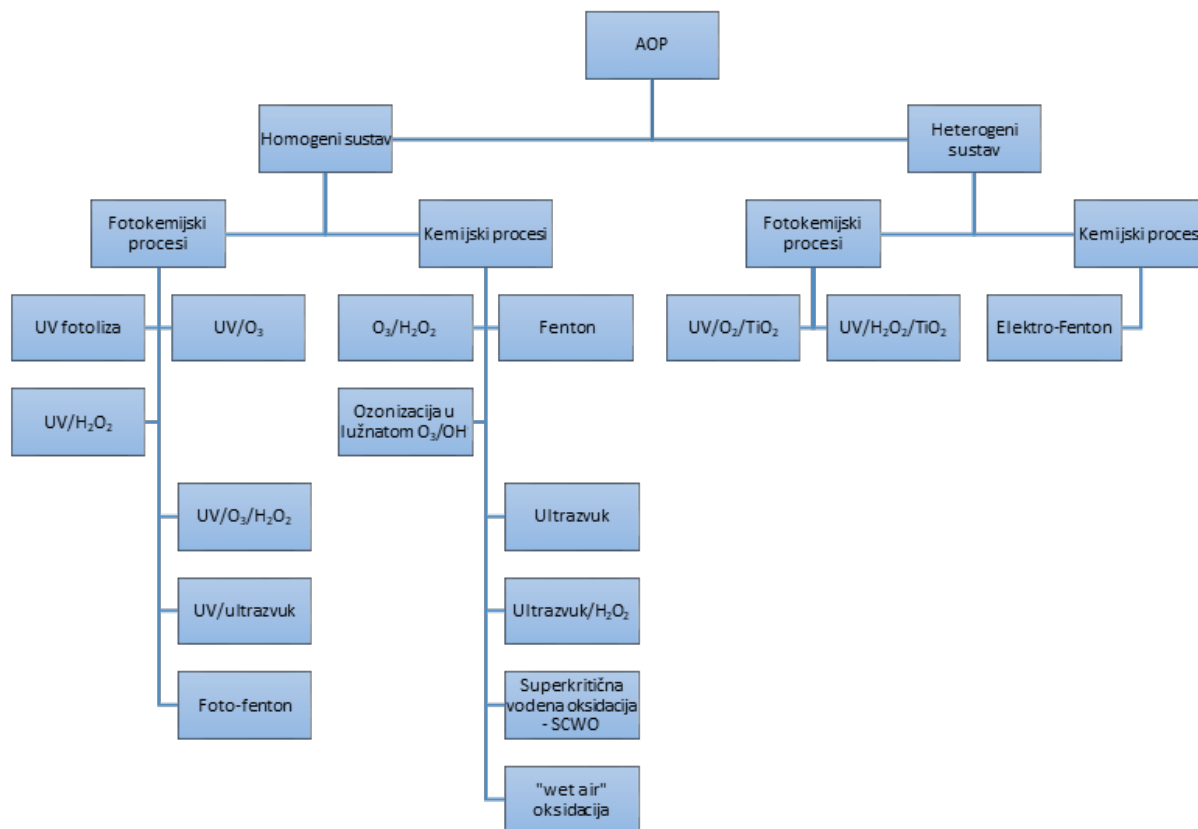 AOP
Homogeni sustav
Heterogeni
sustav
Fotokemijski
procesi
Kemijski procesi
Fotokemijski
procesi
Kemijski procesi
UV fotoliza
UV/O₃
O₃/H₂O₂
Fenton
UV/O₂/TiO₂
UV/H₂O₂/TiO₂
Elektro-Fenton
UV/H₂O₂
Ozonizacija u
lužnatom O₃/OH
UV/O₃/H₂O₂
Ultrazvuk
UV/ultrazvuk
Ultrazvuk/H₂O₂
Foto-fenton
Superkritična
vodena oksidacija
- SCWO
"wet air"
oksidacija